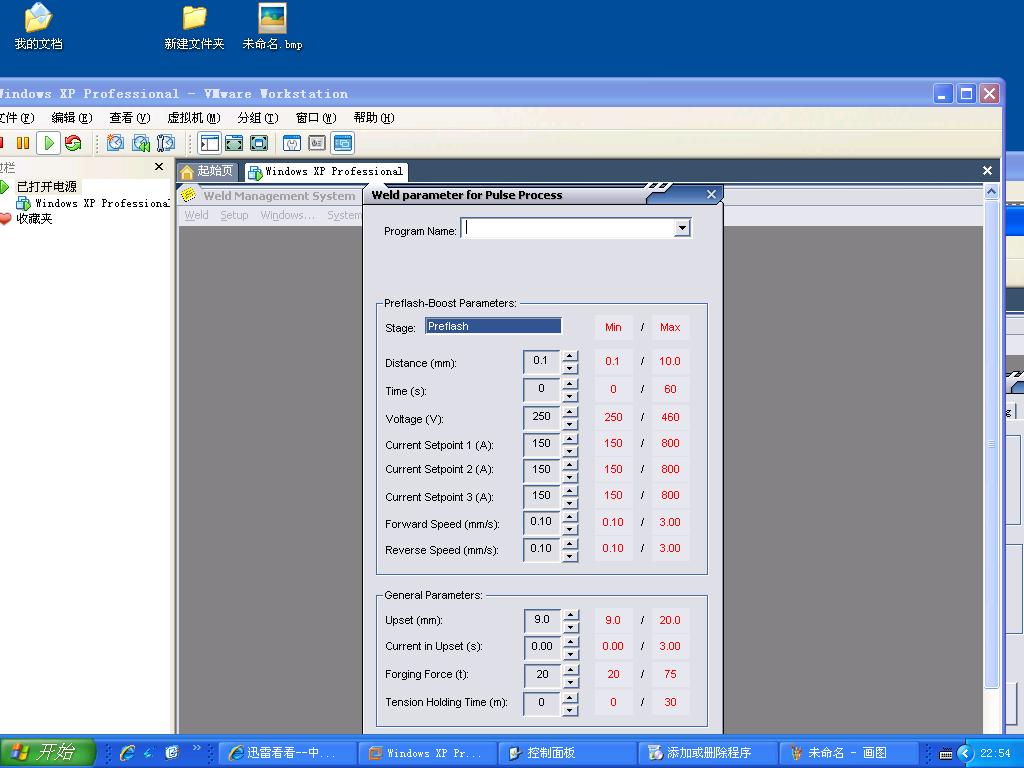 我的文档
新建文件夹
未命名.bmp
Windows XP Professional - VMware Workstation
文件(F) 编辑(E) 查看(V) 虚拟机(M) 分组(T) 窗口(W) 帮助(H)
栏
起始页
Windows XP Professional
已打开电源
Windows XP Professional
收藏夹
Weld Management System
Weld Setup Windows... System
Weld parameter for Pulse Process
Program Name:
Preflash-Boost Parameters:
Stage: Preflash Min / Max
Distance (mm): 0.1 0.1 / 10.0
Time (s): 0 0 / 60
Voltage (V): 250 250 / 460
Current Setpoint 1 (A): 150 150 / 800
Current Setpoint 2 (A): 150 150 / 800
Current Setpoint 3 (A): 150 150 / 800
Forward Speed (mm/s): 0.10 0.10 / 3.00
Reverse Speed (mm/s): 0.10 0.10 / 3.00
General Parameters:
Upset (mm): 9.0 9.0 / 20.0
Current in Upset (s): 0.00 0.00 / 3.00
Forging Force (t): 20 20 / 75
Tension Holding Time (m): 0 0 / 30
开始
迅雷看看--中...
Windows XP Pr...
控制面板
添加或删除程序
未命名 - 画图
22:54